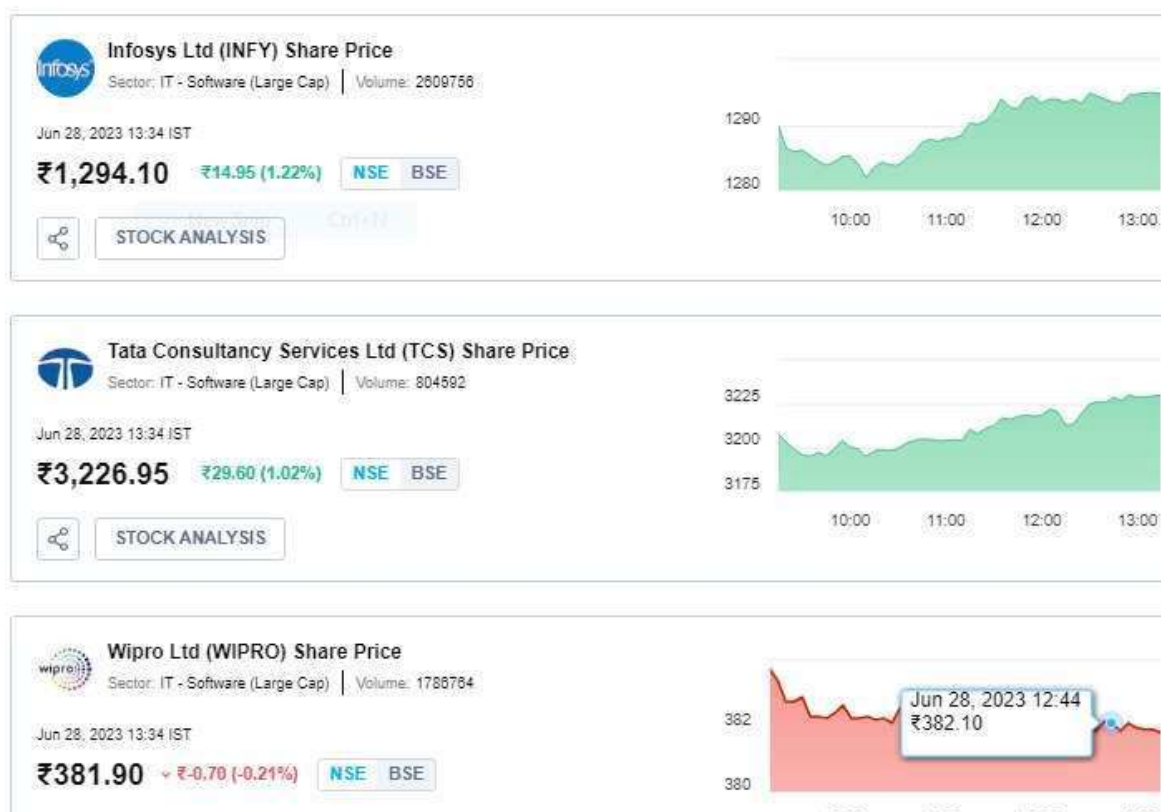 Infosys
Infosys Ltd (INFY) Share Price
Sector: IT - Software (Large Cap) | Volume: 2609756
Jun 28, 2023 13:34 IST
₹1,294.10 ₹14.95 (1.22%) NSE BSE
STOCK ANALYSIS
1290
1280
10:00 11:00 12:00 13:00
Tata Consultancy Services Ltd (TCS) Share Price
Sector: IT - Software (Large Cap) | Volume: 804592
Jun 28, 2023 13:34 IST
₹3,226.95 ₹29.60 (1.02%) NSE BSE
STOCK ANALYSIS
3225
3200
3175
10:00 11:00 12:00 13:00
wipro
Wipro Ltd (WIPRO) Share Price
Sector: IT - Software (Large Cap) | Volume: 1786764
Jun 28, 2023 13:34 IST
₹381.90 ₹-0.70 (-0.21%) NSE BSE
382
380
Jun 28, 2023 12:44
₹382.10